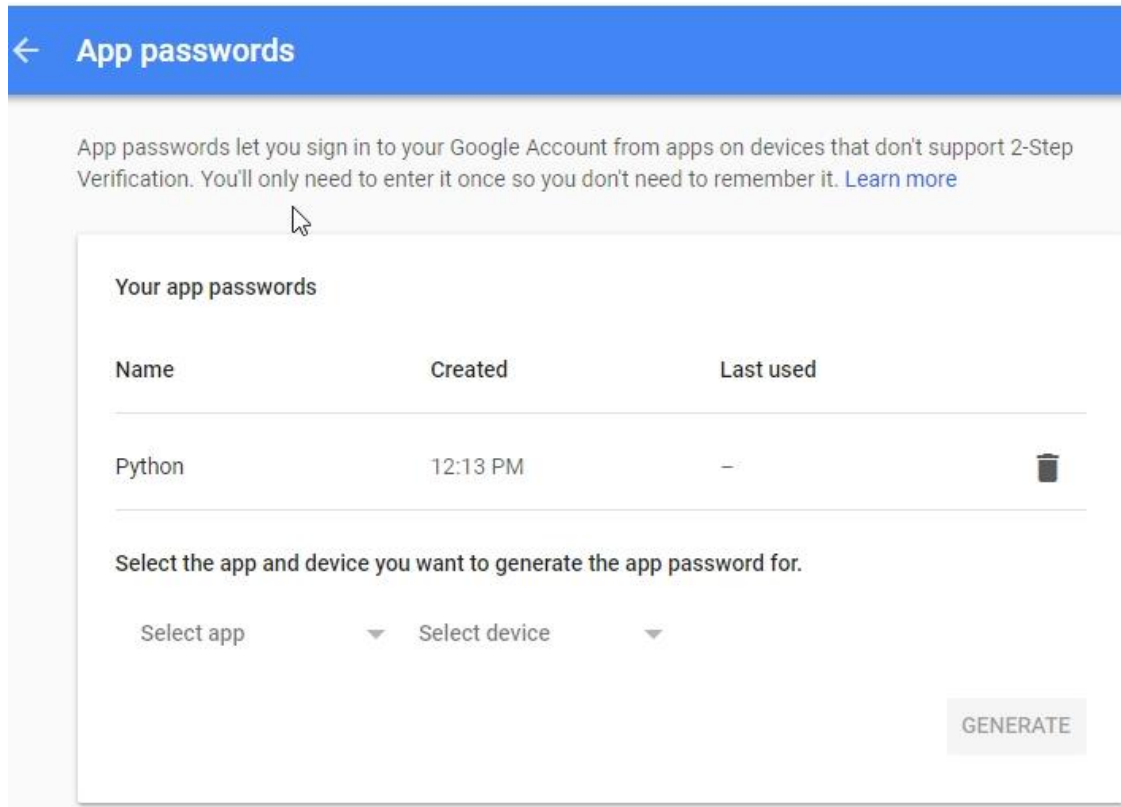 App passwords
App passwords let you sign in to your Google Account from apps on devices that don't support 2-Step
Verification. You'll only need to enter it once so you don't need to remember it. Learn more
Your app passwords
Name Created Last used
Python 12:13 PM –
Select the app and device you want to generate the app password for.
Select app Select device
GENERATE